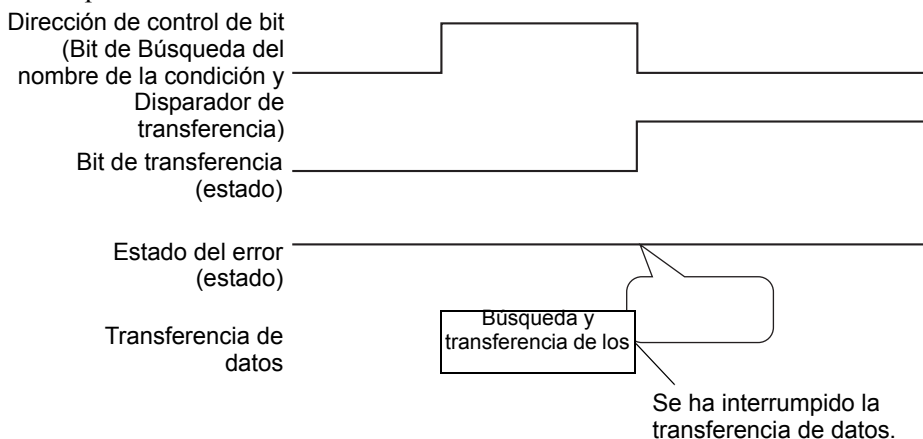 Dirección de control de bit
(Bit de Búsqueda del
nombre de la condición y
Disparador de
transferencia)
Bit de transferencia
(estado)
Estado del error
(estado)
Transferencia de
datos
Búsqueda y
transferencia de los
Se ha interrumpido la
transferencia de datos.